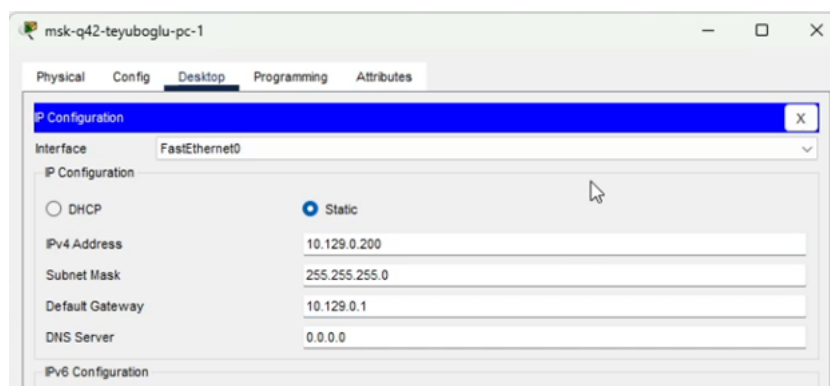 msk-q42-teyuboglu-pc-1
Physical Config Desktop Programming Attributes
IP Configuration X
Interface FastEthernet0
IP Configuration
DHCP Static
IPv4 Address 10.129.0.200
Subnet Mask 255.255.255.0
Default Gateway 10.129.0.1
DNS Server 0.0.0.0
IPv6 Configuration